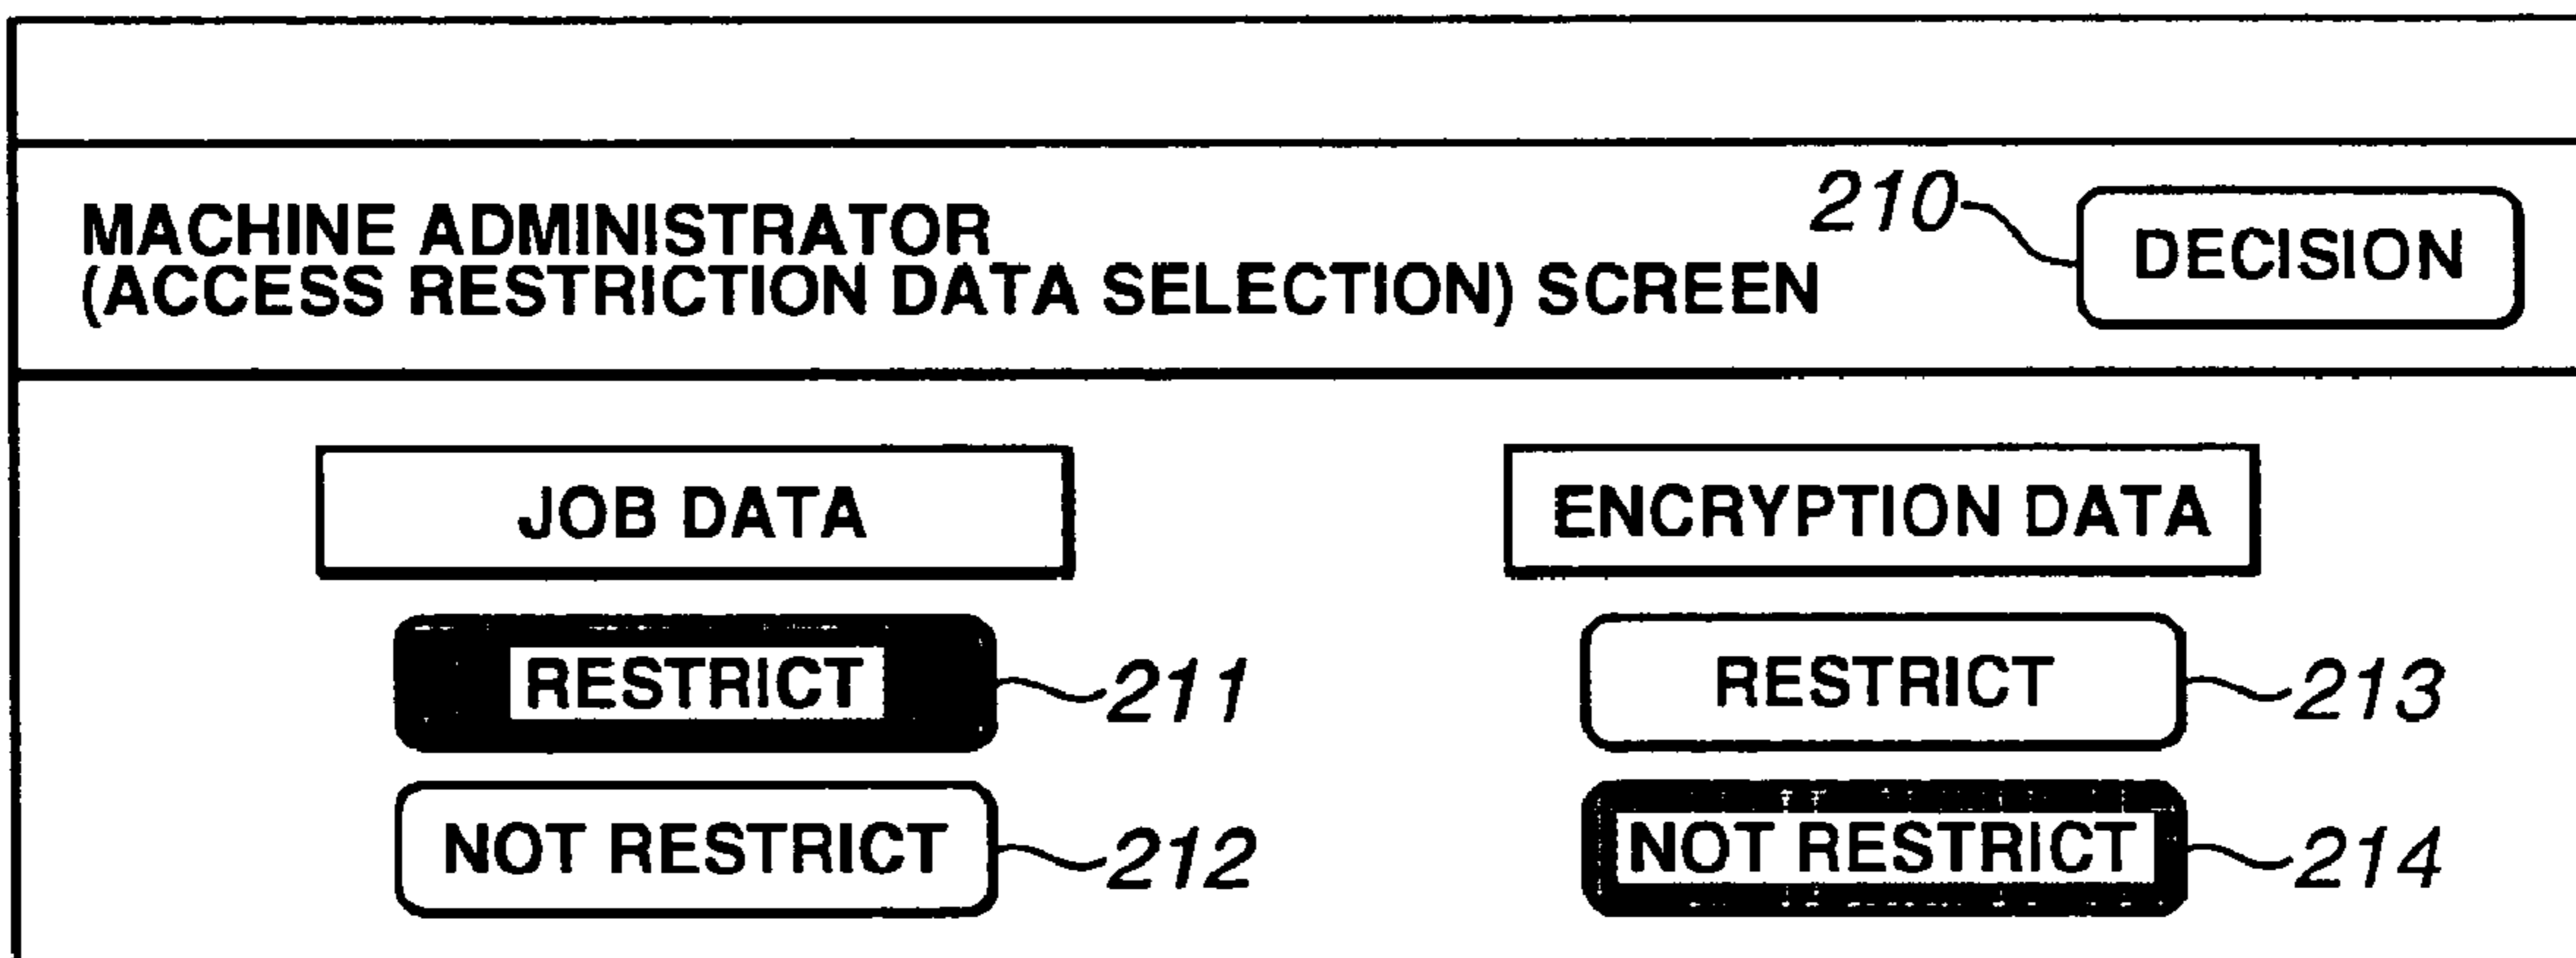 MACHINE ADMINISTRATOR
(ACCESS RESTRICTION DATA SELECTION) SCREEN
210
DECISION
JOB DATA
ENCRYPTION DATA
RESTRICT
211
RESTRICT
213
NOT RESTRICT
212
NOT RESTRICT
214